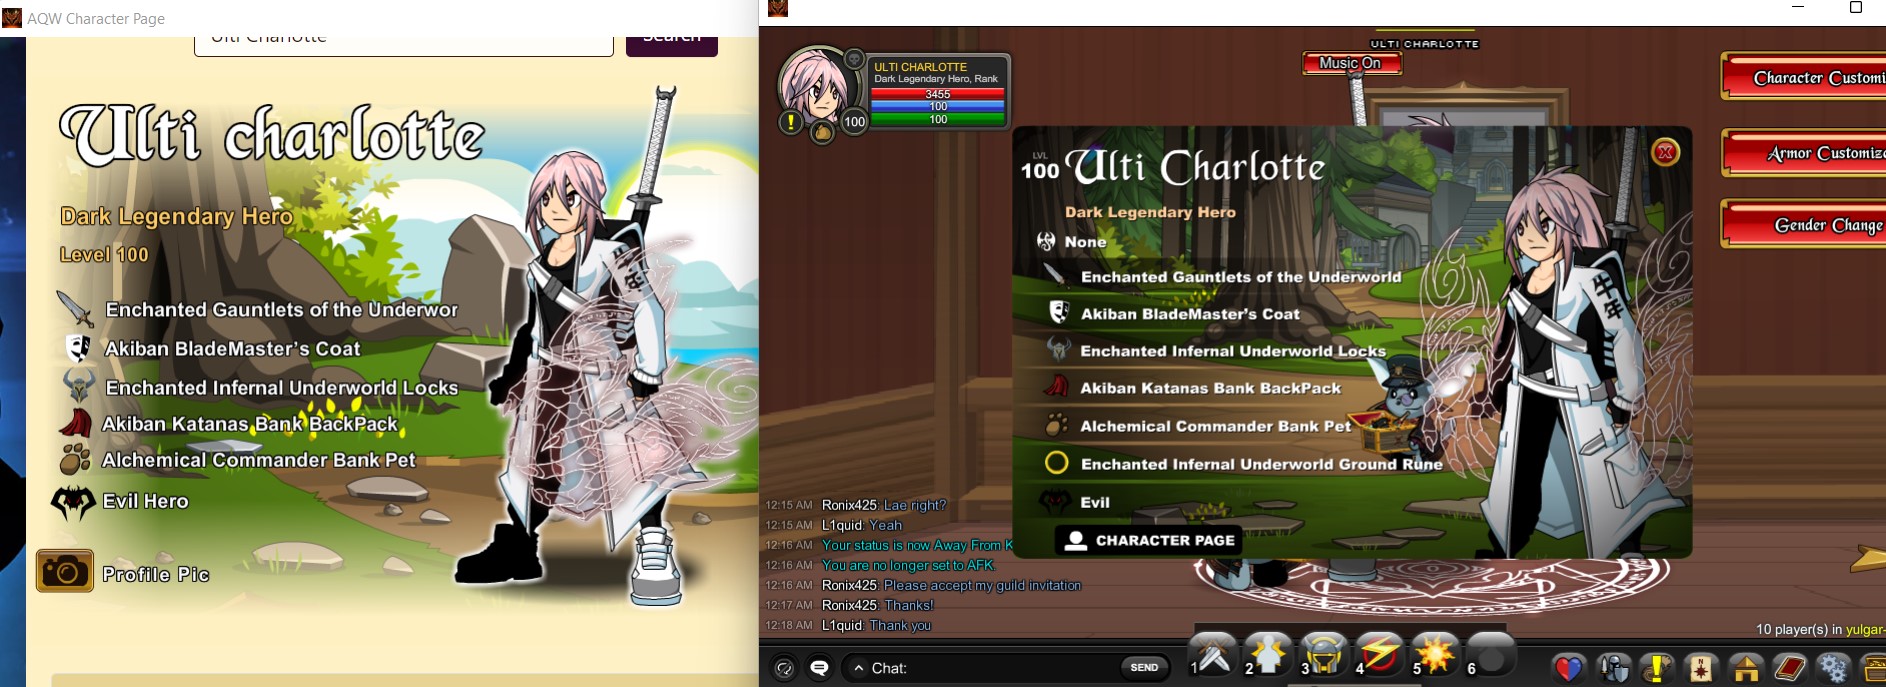 AQW Character Page
Ulti Charlotte
Search
Ulti charlotte
Dark Legendary Hero
Level 100
Enchanted Gauntlets of the Underwor
Akiban BladeMaster's Coat
Enchanted Infernal Underworld Locks
Akiban Katanas Bank BackPack
Alchemical Commander Bank Pet
Evil Hero
Profile Pic
ULTI CHARLOTTE
Dark Legendary Hero, Rank
3455
100
100
100
ULTI CHARLOTTE
Music On
Character Customi
Armor Customiza
Gender Change
LVL
100 Ulti Charlotte
Dark Legendary Hero
None
Enchanted Gauntlets of the Underworld
Akiban BladeMaster's Coat
Enchanted Infernal Underworld Locks
Akiban Katanas Bank BackPack
Alchemical Commander Bank Pet
Enchanted Infernal Underworld Ground Rune
Evil
CHARACTER PAGE
牛年
12:15 AM Ronix425: Lae right?
12:15 AM L1quid: Yeah
12:16 AM Your status is now Away From K
12:16 AM You are no longer set to AFK.
12:16 AM Ronix425: Please accept my guild invitation
12:17 AM Ronix425: Thanks!
12:18 AM L1quid: Thank you
10 player(s) in yulgar-
Chat:
SEND
1 2 3 4 5 6
N